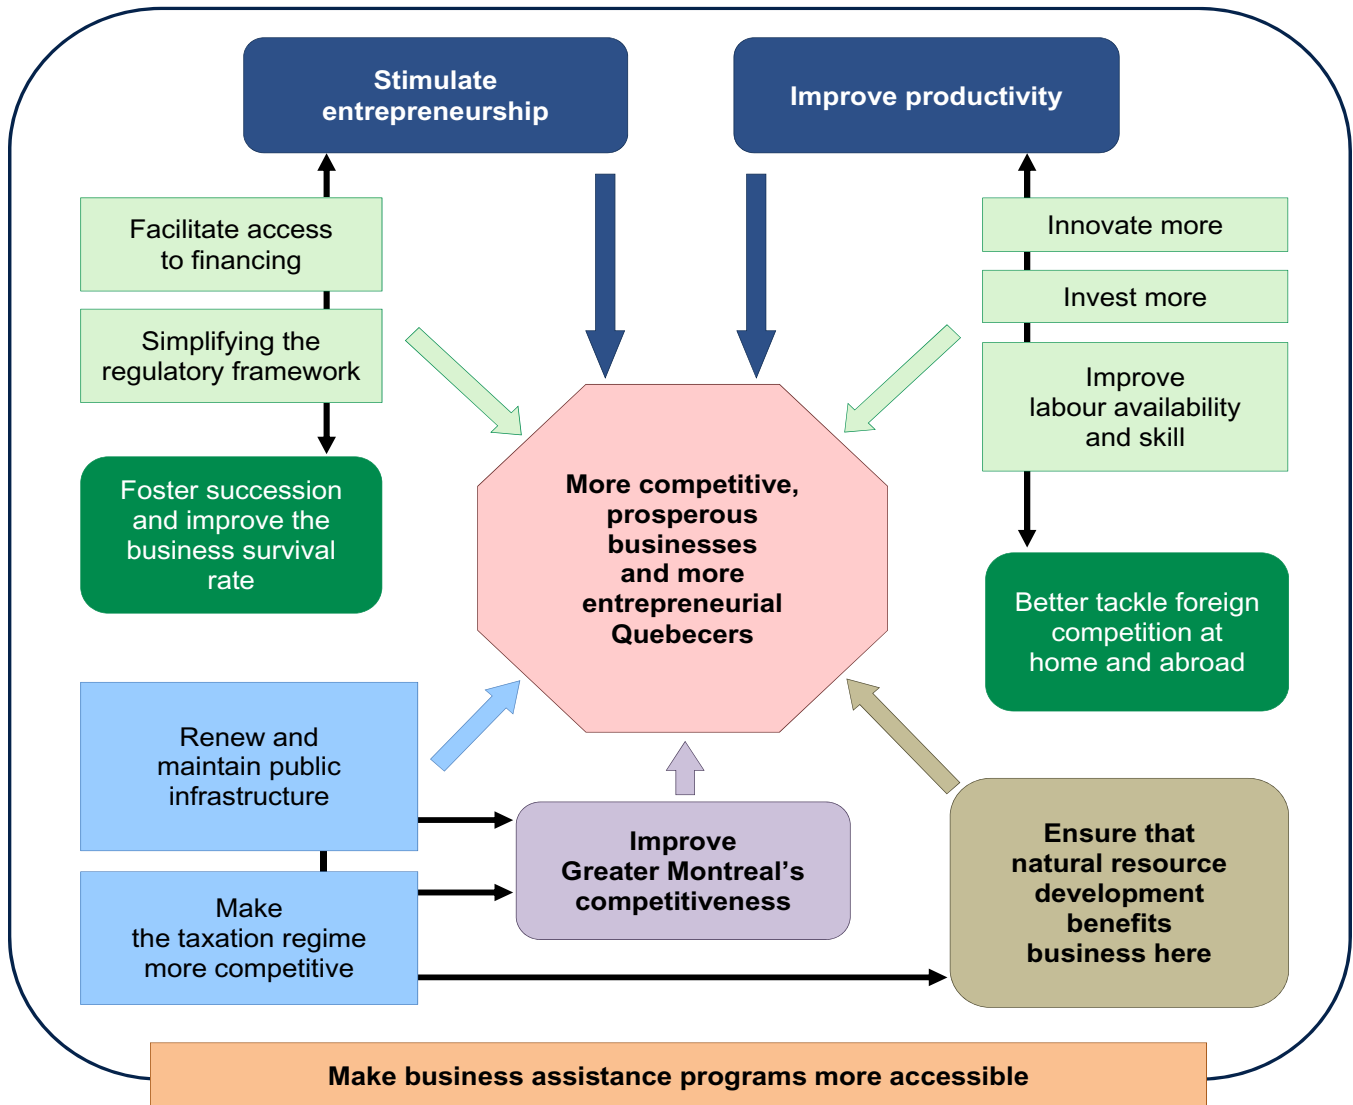 Stimulate
entrepreneurship
Improve productivity
Facilitate access
to financing
Simplifying the
regulatory framework
Foster succession
and improve the
business survival
rate
Innovate more
Invest more
Improve
labour availability
and skill
Better tackle foreign
competition at
home and abroad
More competitive,
prosperous
businesses
and more
entrepreneurial
Quebecers
Renew and
maintain public
infrastructure
Make
the taxation regime
more competitive
Improve
Greater Montreal’s
competitiveness
Ensure that
natural resource
development
benefits
business here
Make business assistance programs more accessible